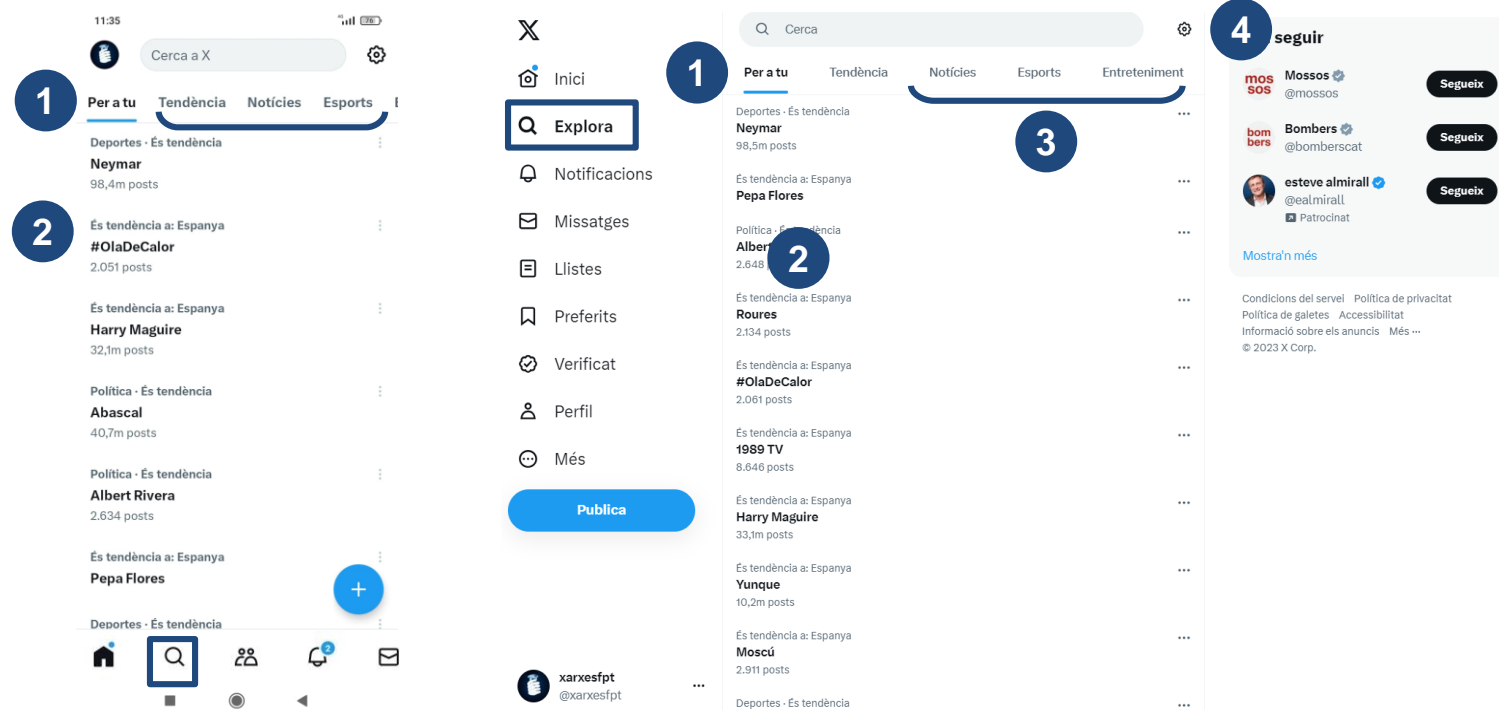 11:35
4G
76
Cerca a X
1
Per a tu Tendència Notícies Esports
Deportes · És tendència
Neymar
98,4m posts
2
És tendència a: Espanya
#OlaDeCalor
2.051 posts
És tendència a: Espanya
Harry Maguire
32,1m posts
Política · És tendència
Abascal
40,7m posts
Política · És tendència
Albert Rivera
2.634 posts
És tendència a: Espanya
Pepa Flores
Deportes · És tendència
2
X
Inici
Explora
Notificacions
Missatges
Llistes
Preferits
Verificat
Perfil
Més
Publica
xarxesfpt
@xarxesfpt
Cerca
1
Per a tu Tendència Notícies Esports Entreteniment
3
Deportes · És tendència
Neymar
98,5m posts
És tendència a: Espanya
Pepa Flores
Política · És tendència
Albert
2.648
2
És tendència a: Espanya
Roures
2.134 posts
És tendència a: Espanya
#OlaDeCalor
2.061 posts
És tendència a: Espanya
1989 TV
8.646 posts
És tendència a: Espanya
Harry Maguire
33,1m posts
És tendència a: Espanya
Yunque
10,2m posts
És tendència a: Espanya
Moscú
2.911 posts
Deportes · És tendència
4
seguir
mossos
Mossos
@mossos
Segueix
bombers
Bombers
@bomberscat
Segueix
esteve almirall
@ealmirall
Patrocinat
Segueix
Mostra'n més
Condicions del servei Política de privacitat
Política de galetes Accessibilitat
Informació sobre els anuncis Més ...
© 2023 X Corp.